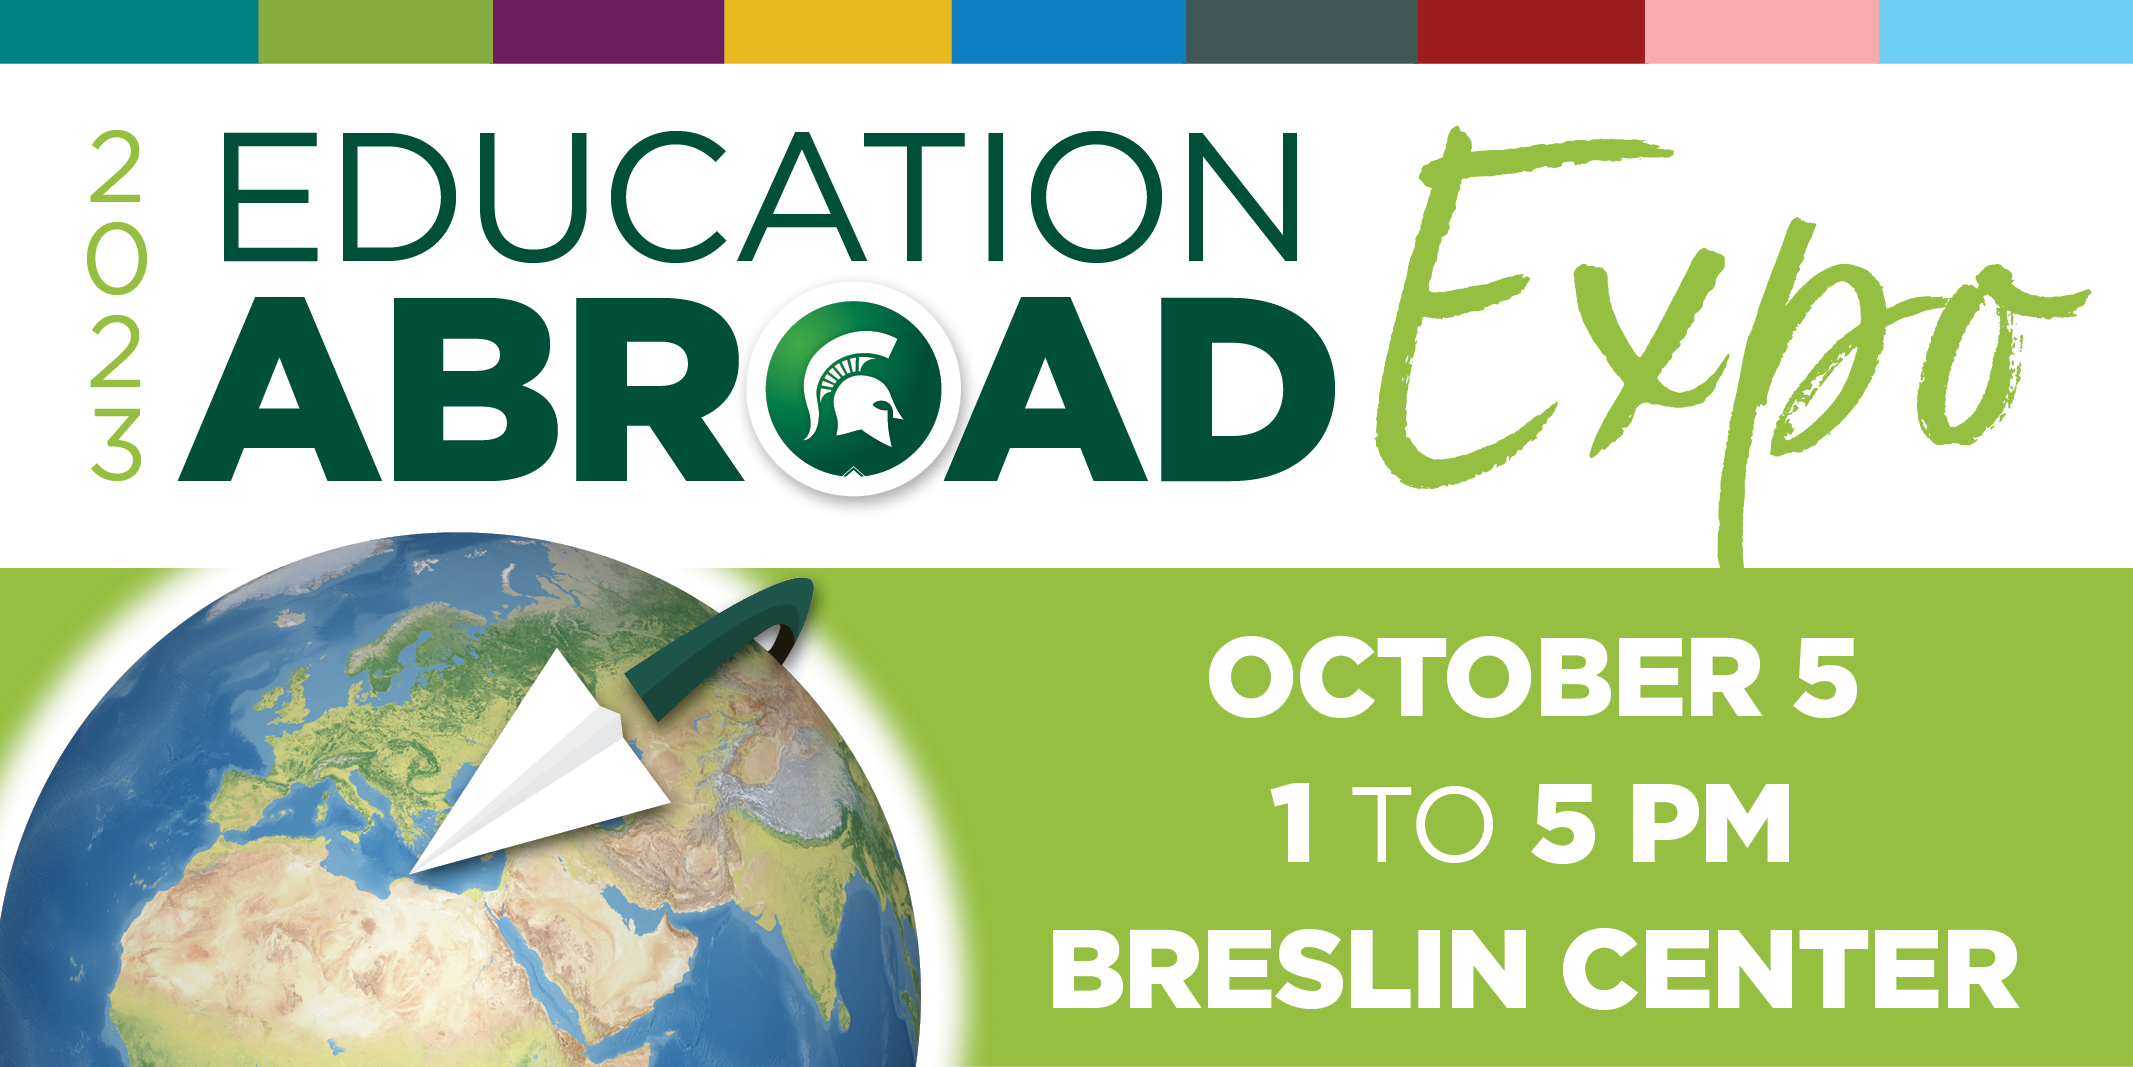 2023
EDUCATION
ABROAD
Expo
OCTOBER 5
1 TO 5 PM
BRESLIN CENTER